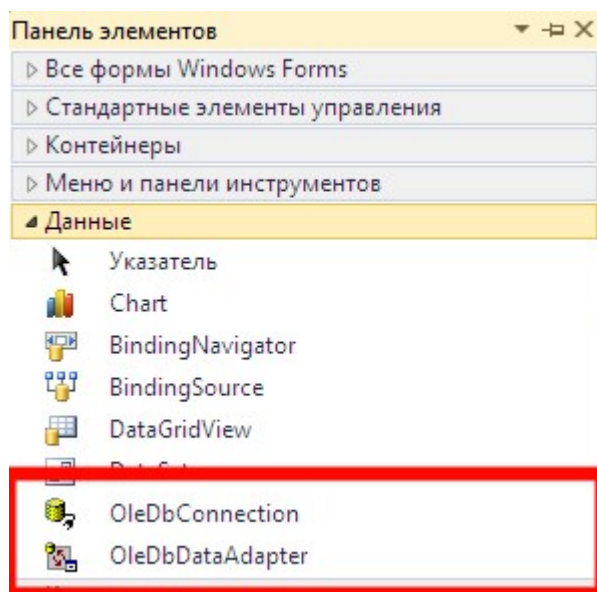 Панель элементов
Все формы Windows Forms
Стандартные элементы управления
Контейнеры
Меню и панели инструментов
Данные
Указатель
Chart
BindingNavigator
BindingSource
DataGridView
OleDbConnection
OleDbDataAdapter